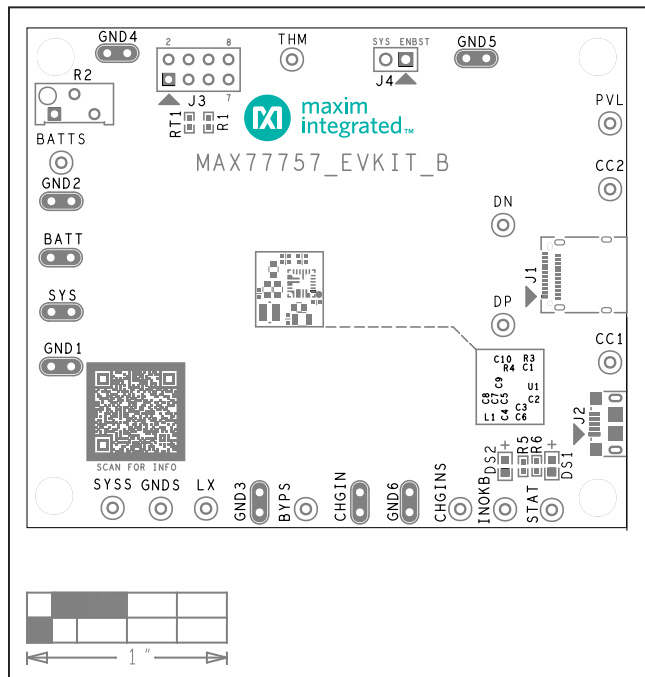 GND4
2 8
THM
SYS ENBST
GND5
R2
J4
J3
7
PVL
RT1
R1
maxim
integrated™
BATTS
MAX77757_EVKIT_B
CC2
GND2
DN
BATT
J1
SYS
DP
GND1
CC1
C10 R3
R4 C1
C9
U1
C8
C7
C5
C2
C3
L1
C4
C6
J2
SCAN FOR INFO
DS2
+
R5
R6
+
DS1
SYSS
GNDS
LX
GND3
BYPS
CHGIN
GND6
CHGINS
INOKB
STAT
1 "